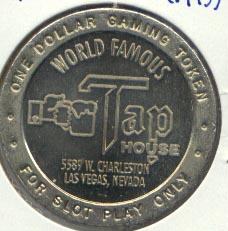 ONE DOLLAR GAMING TOKEN
WORLD FAMOUS
Tap
HOUSE
5589 W. CHARLESTON
LAS VEGAS, NEVADA
FOR SLOT PLAY ONLY